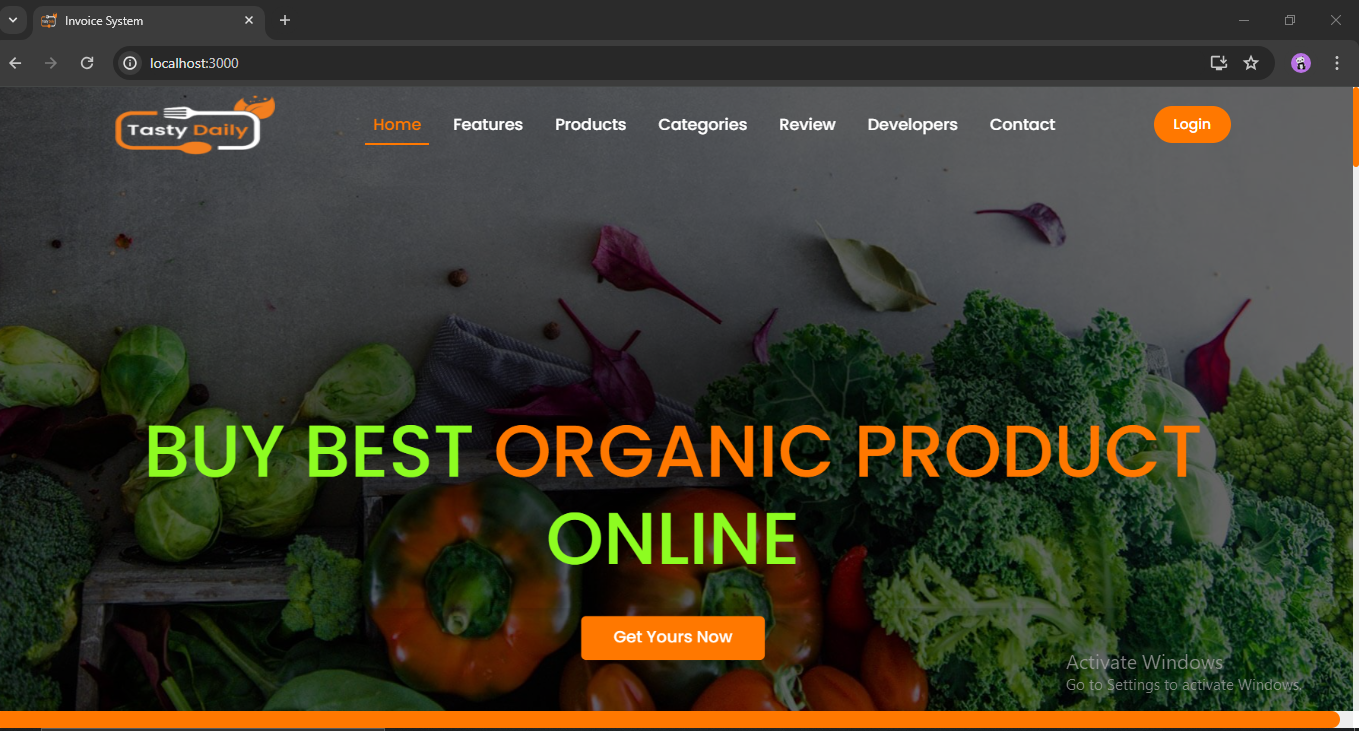 Invoice System
localhost:3000
Tasty Daily
Home Features Products Categories Review Developers Contact Login
BUY BEST ORGANIC PRODUCT
ONLINE
Get Yours Now
Activate Windows
Go to Settings to activate Windows.